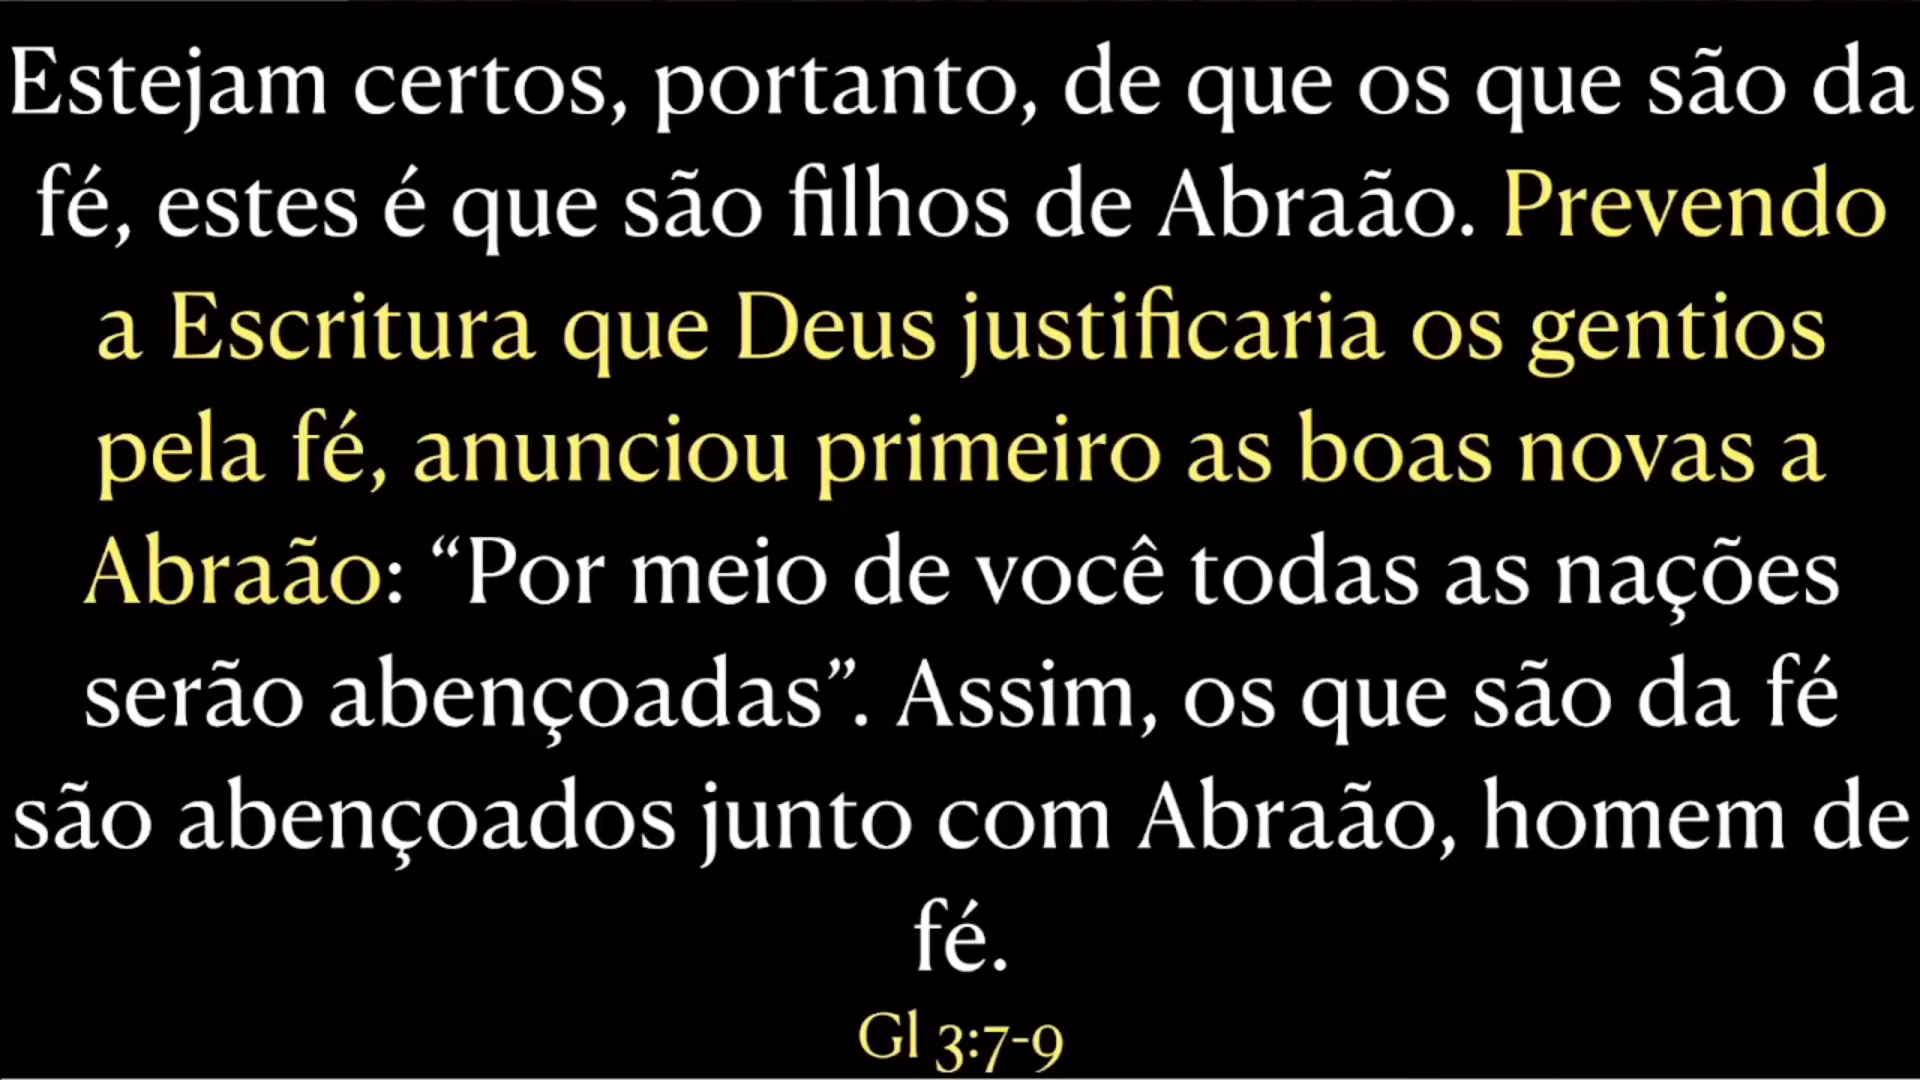 Estejam certos, portanto, de que os que são da
fé, estes é que são filhos de Abraão. Prevendo
a Escritura que Deus justificaria os gentios
pela fé, anunciou primeiro as boas novas a
Abraão: “Por meio de você todas as nações
serão abençoadas”. Assim, os que são da fé
são abençoados junto com Abraão, homem de
fé.
Gl 3:7-9